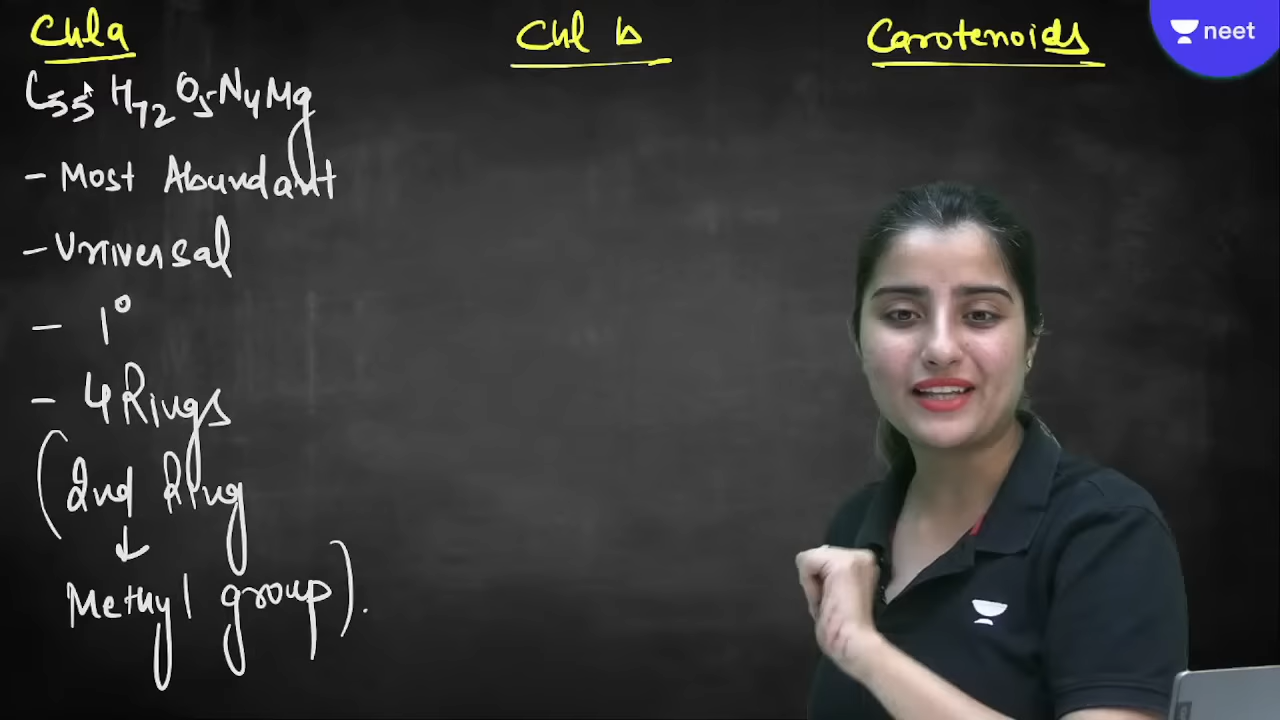 Chl a
Chl b
Carotenoids
neet
C55 H72 O5 N4 Mg
- Most Abundant
- Universal
- 1°
- 4 Rings
(2nd Ring
↓
Methyl group).